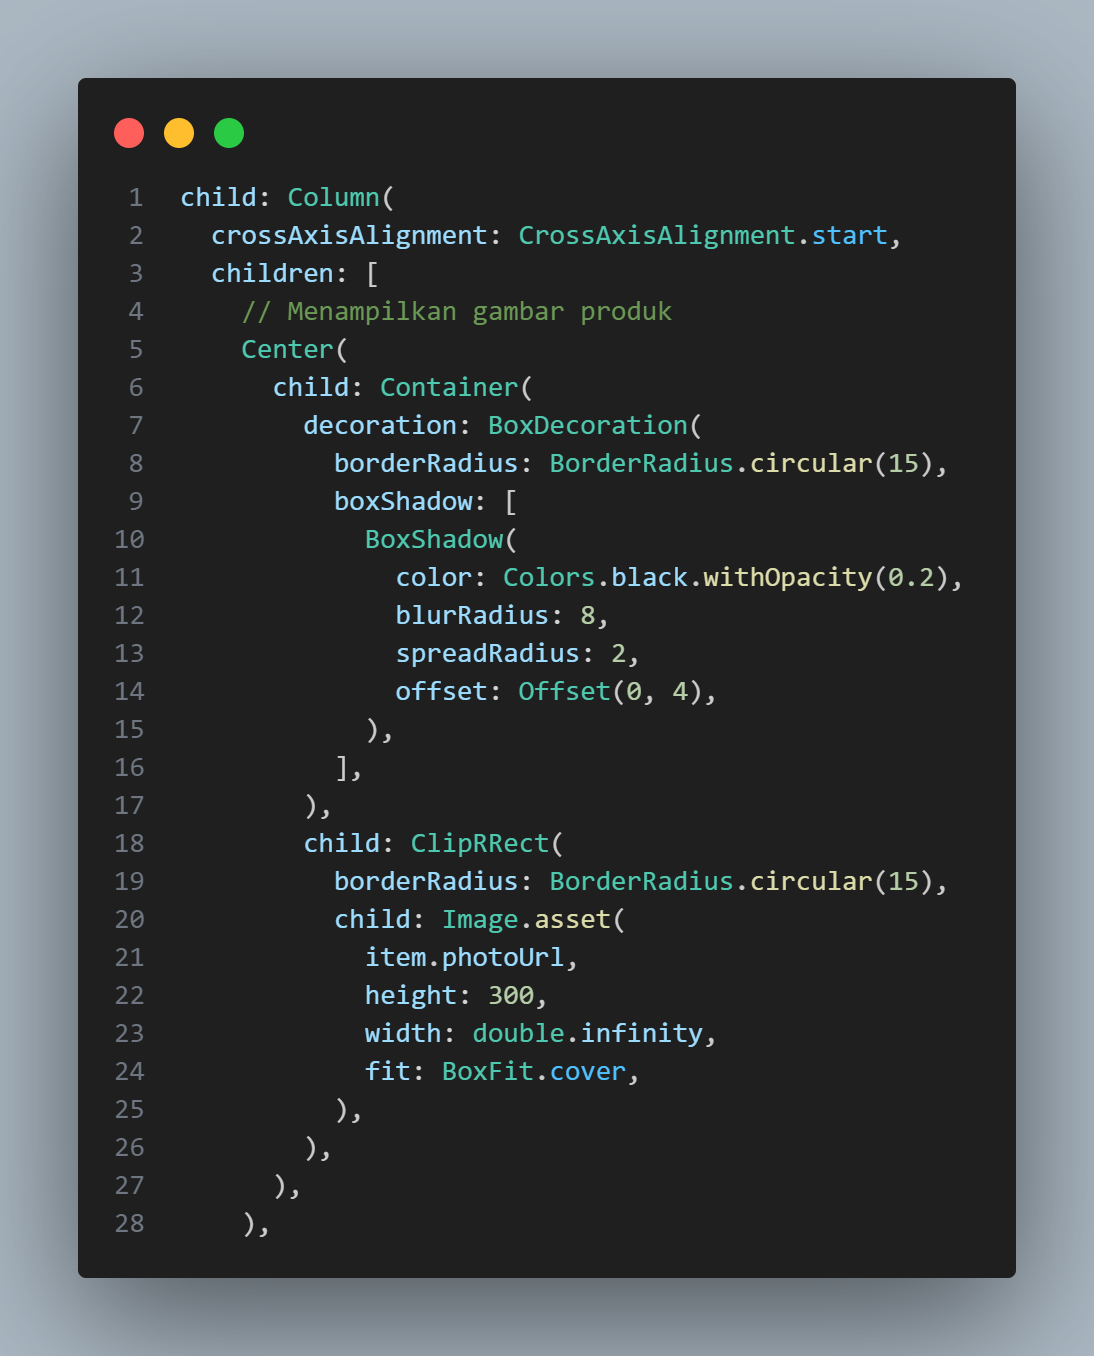 1 child: Column(
2 crossAxisAlignment: CrossAxisAlignment.start,
3 children: [
4 // Menampilkan gambar produk
5 Center(
6 child: Container(
7 decoration: BoxDecoration(
8 borderRadius: BorderRadius.circular(15),
9 boxShadow: [
10 BoxShadow(
11 color: Colors.black.withOpacity(0.2),
12 blurRadius: 8,
13 spreadRadius: 2,
14 offset: Offset(0, 4),
15 ),
16 ],
17 ),
18 child: ClipRRect(
19 borderRadius: BorderRadius.circular(15),
20 child: Image.asset(
21 item.photoUrl,
22 height: 300,
23 width: double.infinity,
24 fit: BoxFit.cover,
25 ),
26 ),
27 ),
28 ),